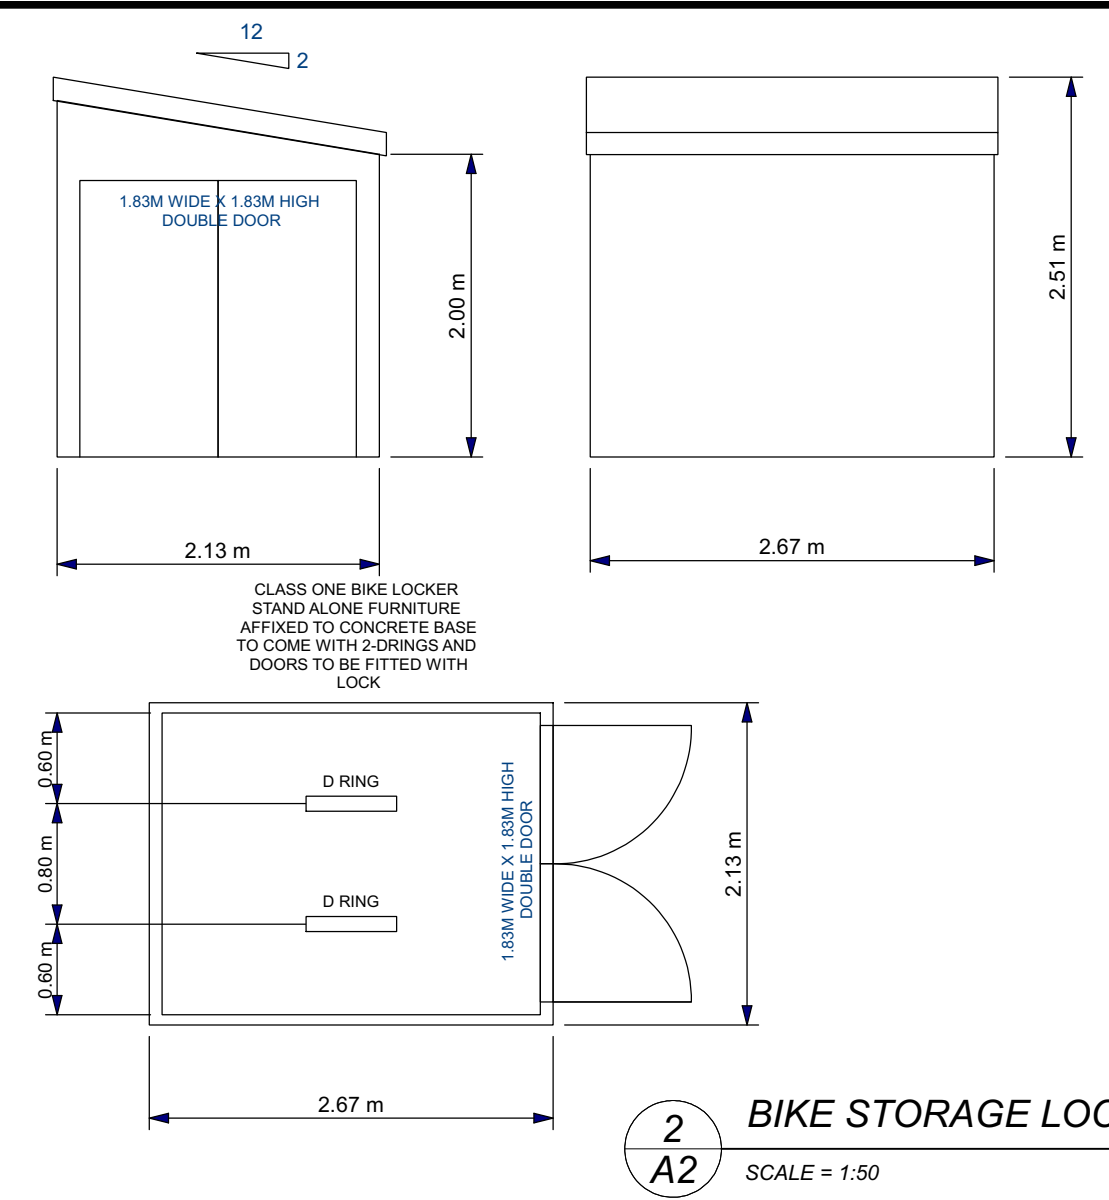 12
2
1.83M WIDE X 1.83M HIGH
DOUBLE DOOR
2.00 m
2.51 m
2.13 m
2.67 m
CLASS ONE BIKE LOCKER
STAND ALONE FURNITURE
AFFIXED TO CONCRETE BASE
TO COME WITH 2-DRINGS AND
DOORS TO BE FITTED WITH
LOCK
0.60 m
0.80 m
0.60 m
D RING
D RING
1.83M WIDE X 1.83M HIGH
DOUBLE DOOR
2.13 m
2.67 m
2
A2
BIKE STORAGE LOC
SCALE = 1:50